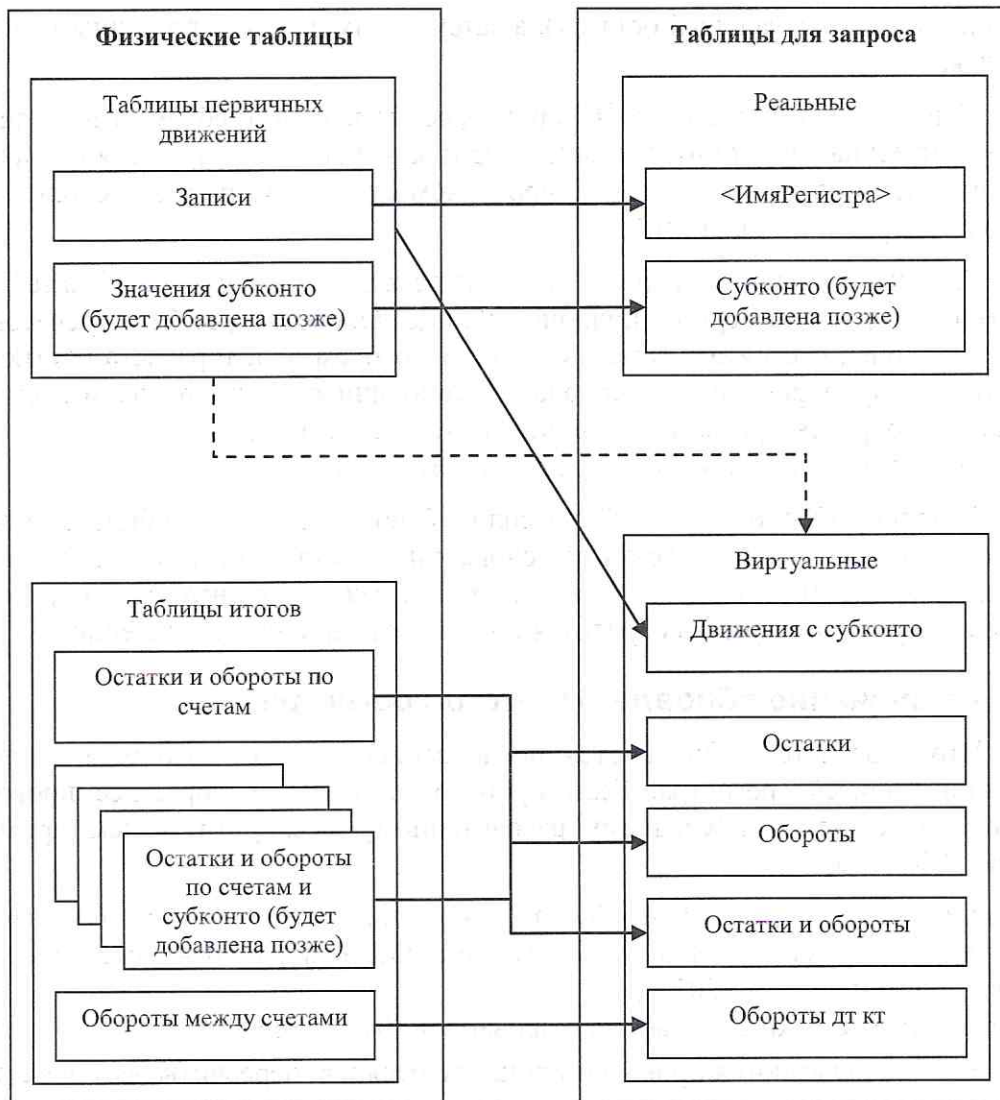 Физические таблицы
Таблицы первичных
движений
Записи
Значения субконто
(будет добавлена позже)
Таблицы итогов
Остатки и обороты по
счетам
Остатки и обороты
по счетам и
субконто (будет
добавлена позже)
Обороты между счетами
Таблицы для запроса
Реальные
<ИмяРегистра>
Субконто (будет
добавлена позже)
Виртуальные
Движения с субконто
Остатки
Обороты
Остатки и обороты
Обороты дт кт